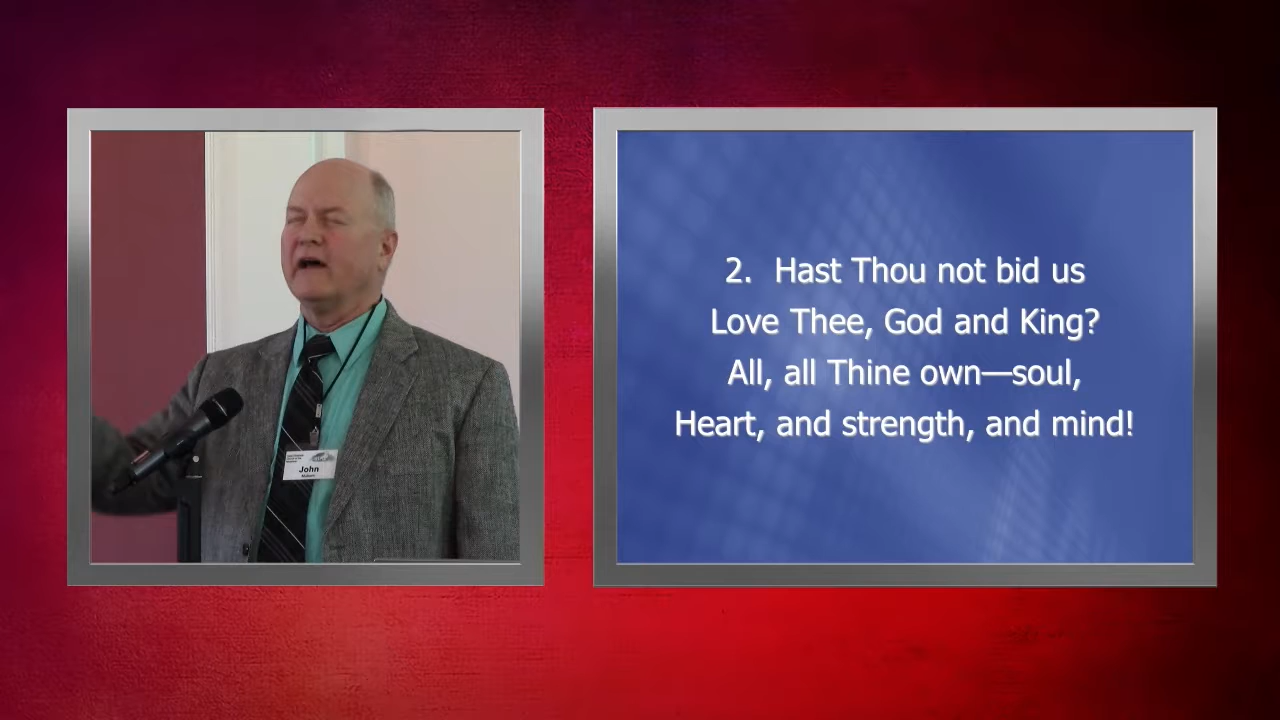 John
2. Hast Thou not bid us
Love Thee, God and King?
All, all Thine own—soul,
Heart, and strength, and mind!